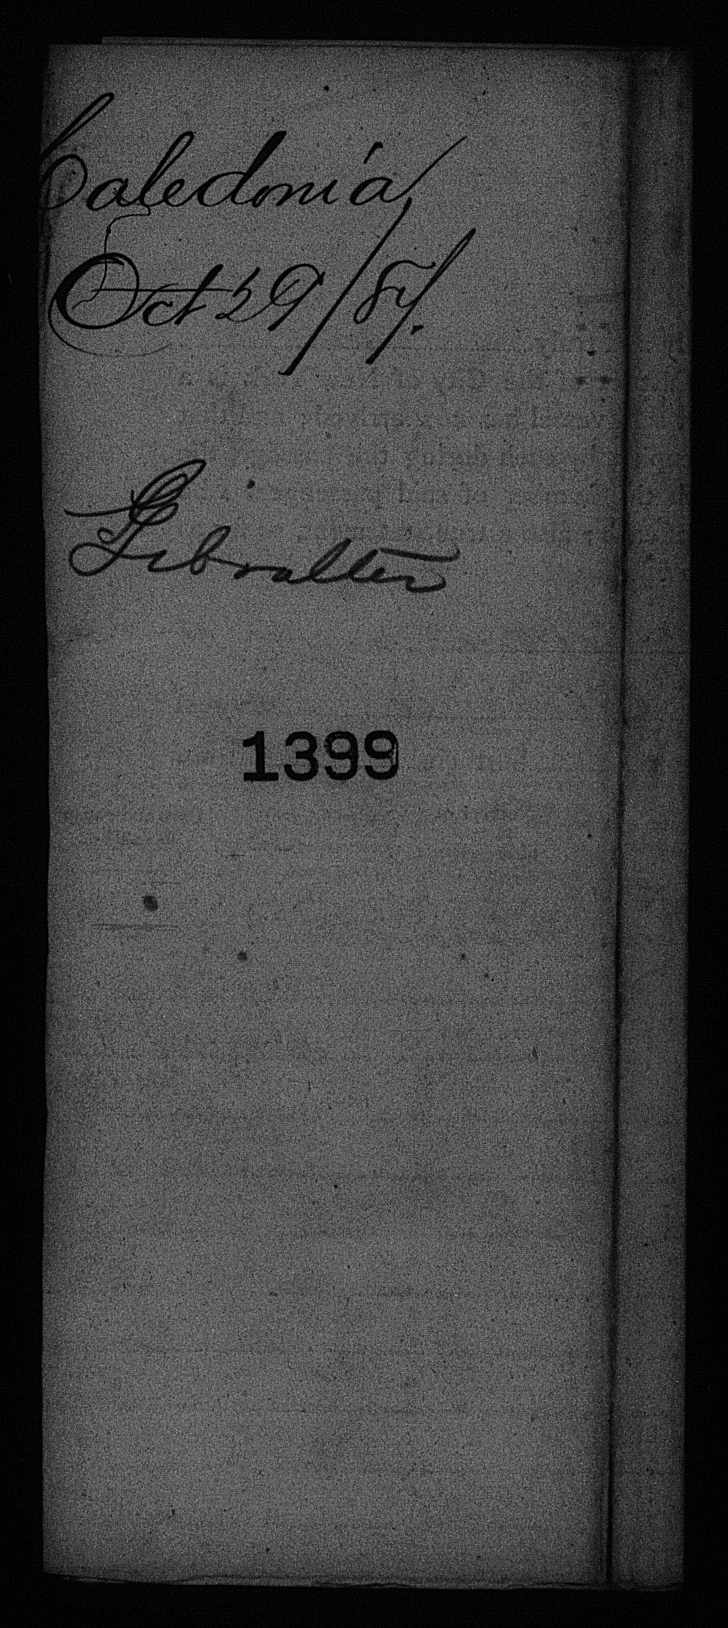 Caledonia
Oct 29/87.
Gibralter
1399